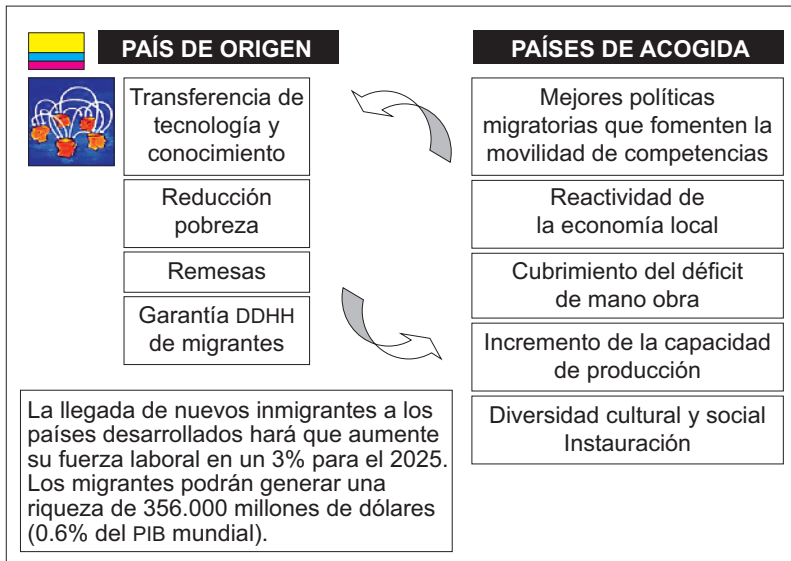 PAÍS DE ORIGEN
Transferencia de
tecnología y
conocimiento
Reducción
pobreza
Remesas
Garantía DDHH
de migrantes
La llegada de nuevos inmigrantes a los
países desarrollados hará que aumente
su fuerza laboral en un 3% para el 2025.
Los migrantes podrán generar una
riqueza de 356.000 millones de dólares
(0.6% del PIB mundial).
PAÍSES DE ACOGIDA
Mejores políticas
migratorias que fomenten la
movilidad de competencias
Reactividad de
la economía local
Cubrimiento del déficit
de mano obra
Incremento de la capacidad
de producción
Diversidad cultural y social
Instauración